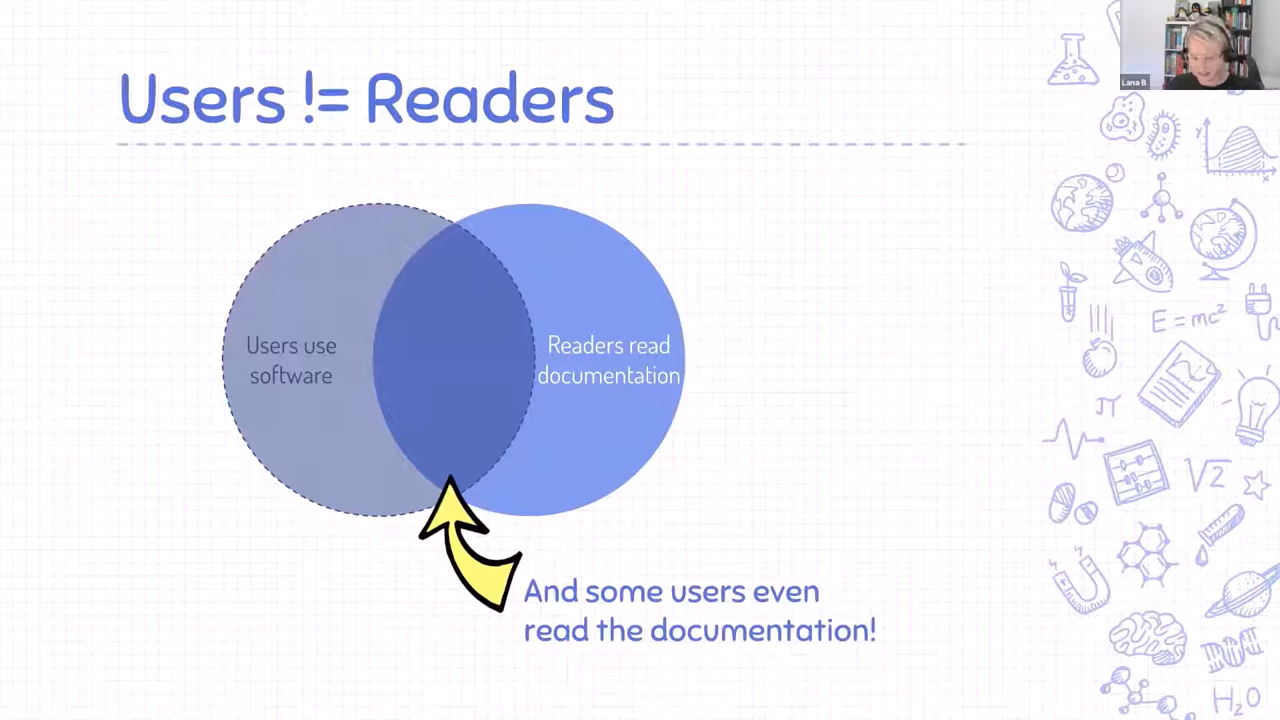 Users != Readers
Lana B
Users use
software
Readers read
documentation
And some users even
read the documentation!
y
x
E = mc²
π
√2
H₂O